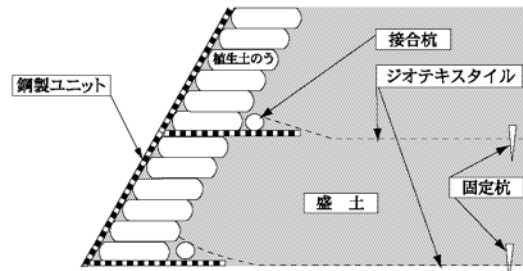 接合杭
植生土のう
ジオテキスタイル
鋼製ユニット
固定杭
盛土